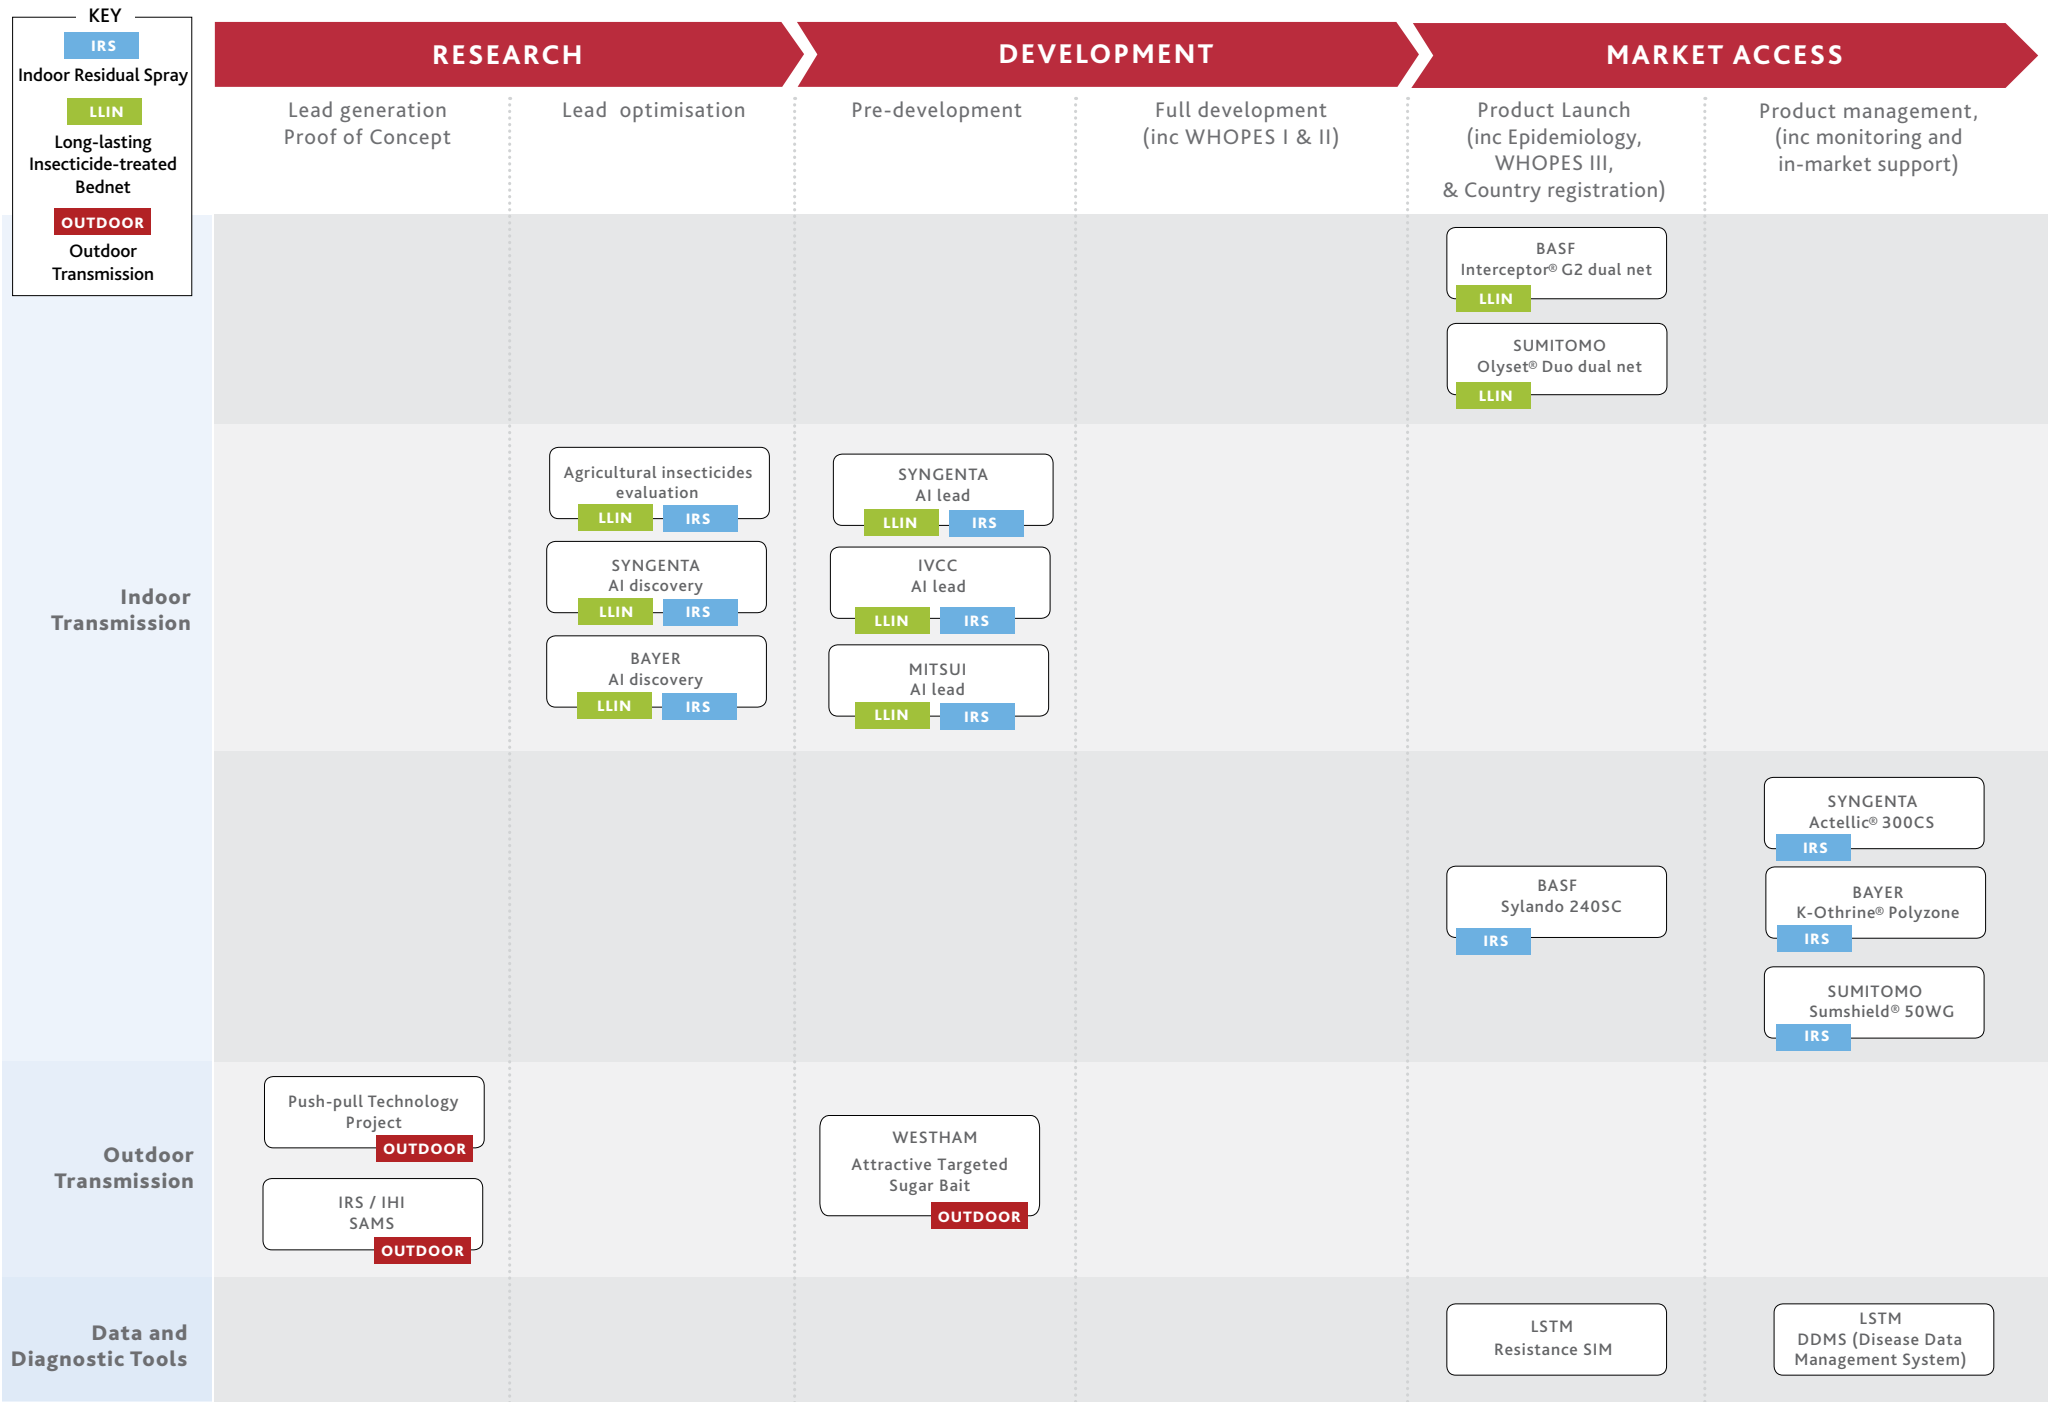 KEY
IRS
Indoor Residual Spray
LLIN
Long-lasting
Insecticide-treated
Bednet
OUTDOOR
Outdoor
Transmission
RESEARCH
DEVELOPMENT
MARKET ACCESS
Lead generation
Proof of Concept
Lead optimisation
Pre-development
Full development
(inc WHOPES I & II)
Product Launch
(inc Epidemiology,
WHOPES III,
& Country registration)
Product management,
(inc monitoring and
in-market support)
Indoor
Transmission
BASF
Interceptor® G2 dual net
LLIN
SUMITOMO
Olyset® Duo dual net
LLIN
Agricultural insecticides
evaluation
LLIN IRS
SYNGENTA
AI discovery
LLIN IRS
BAYER
AI discovery
LLIN IRS
SYNGENTA
AI lead
LLIN IRS
IVCC
AI lead
LLIN IRS
MITSUI
AI lead
LLIN IRS
BASF
Sylando 240SC
IRS
SYNGENTA
Actellic® 300CS
IRS
BAYER
K-Othrine® Polyzone
IRS
SUMITOMO
Sumshield® 50WG
IRS
Outdoor
Transmission
Push-pull Technology
Project
OUTDOOR
IRS / IHI
SAMS
OUTDOOR
WESTHAM
Attractive Targeted
Sugar Bait
OUTDOOR
Data and
Diagnostic Tools
LSTM
Resistance SIM
LSTM
DDMS (Disease Data
Management System)